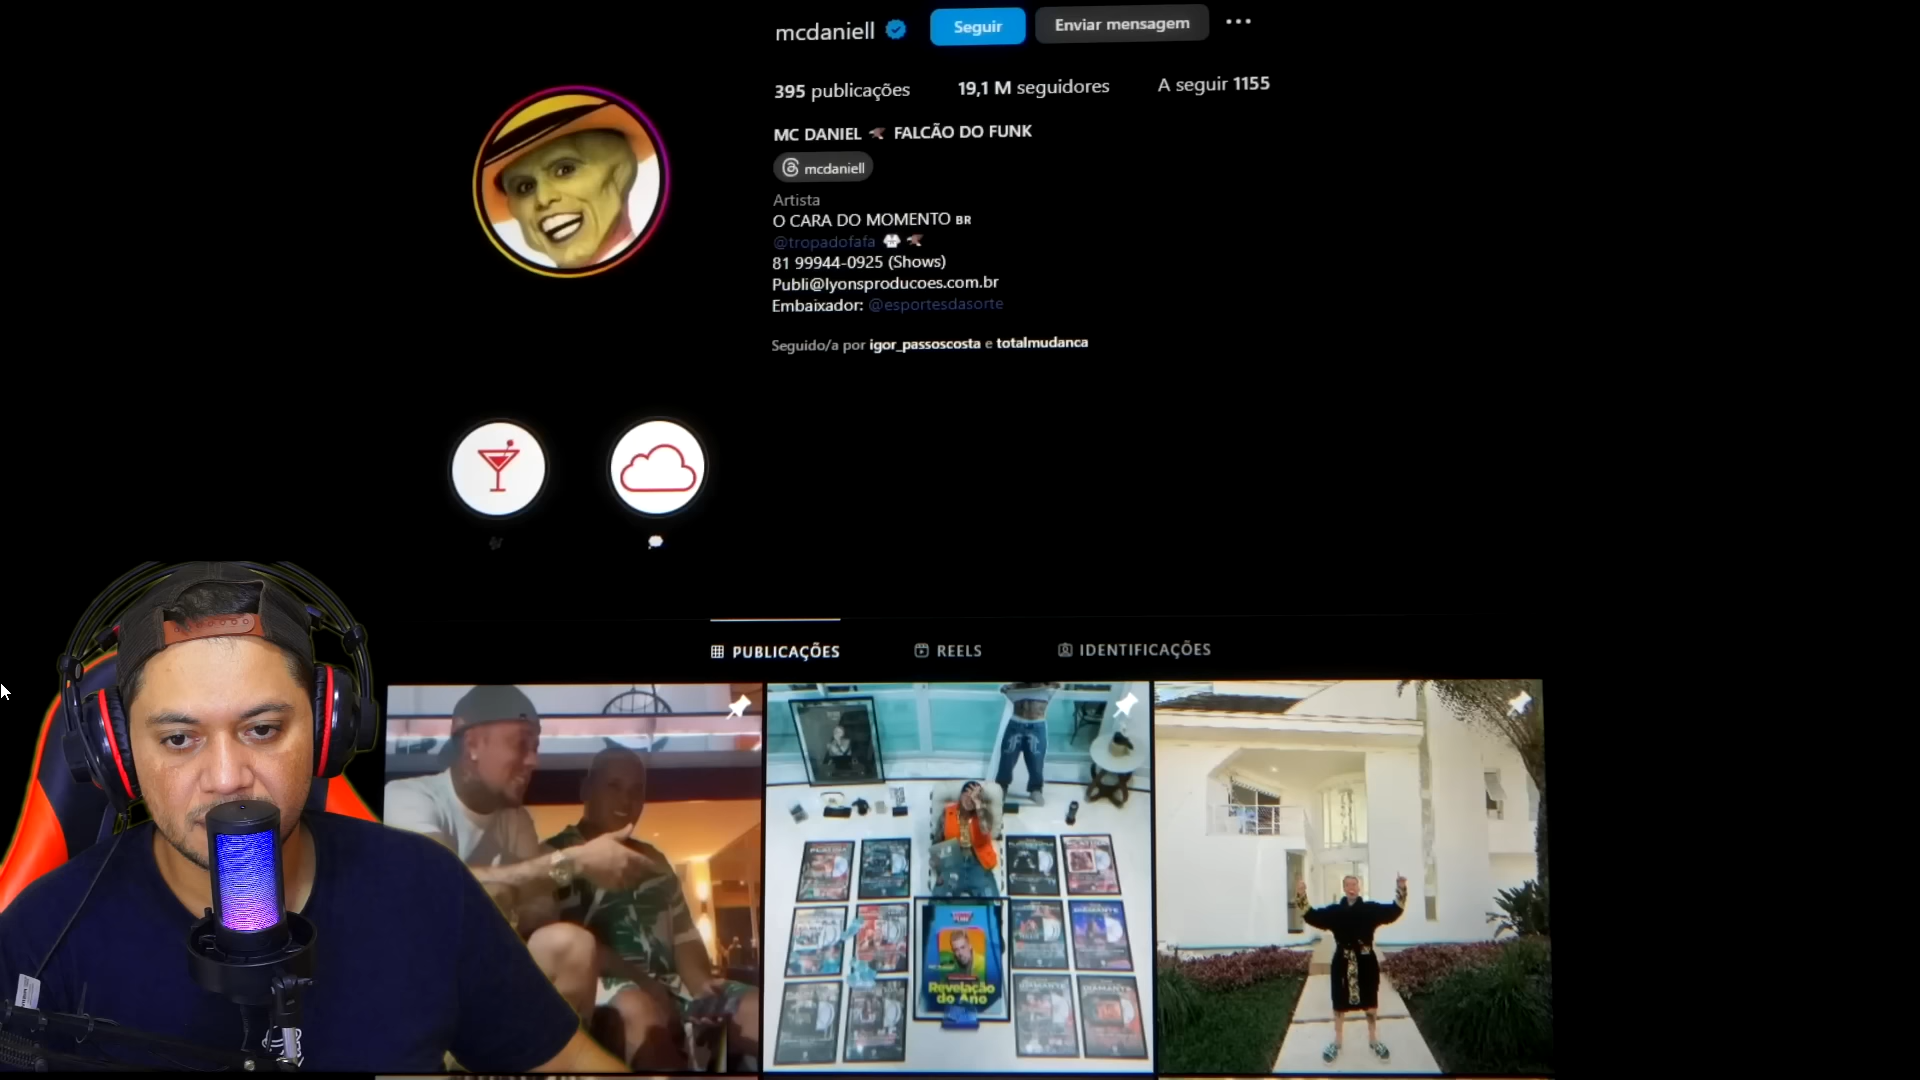 mcdaniell Seguir Enviar mensagem
395 publicações 19,1 M seguidores A seguir 1155
MC DANIEL FALCÃO DO FUNK
mcdaniell
Artista
O CARA DO MOMENTO BR
@tropadofafa
81 99944-0925 (Shows)
Publi@lyonsproducoes.com.br
Embaixador: @esportesdasorte
Seguido/a por igor_passoscosta e totalmudanca
PUBLICAÇÕES REELS IDENTIFICAÇÕES
Revelação
do Ano